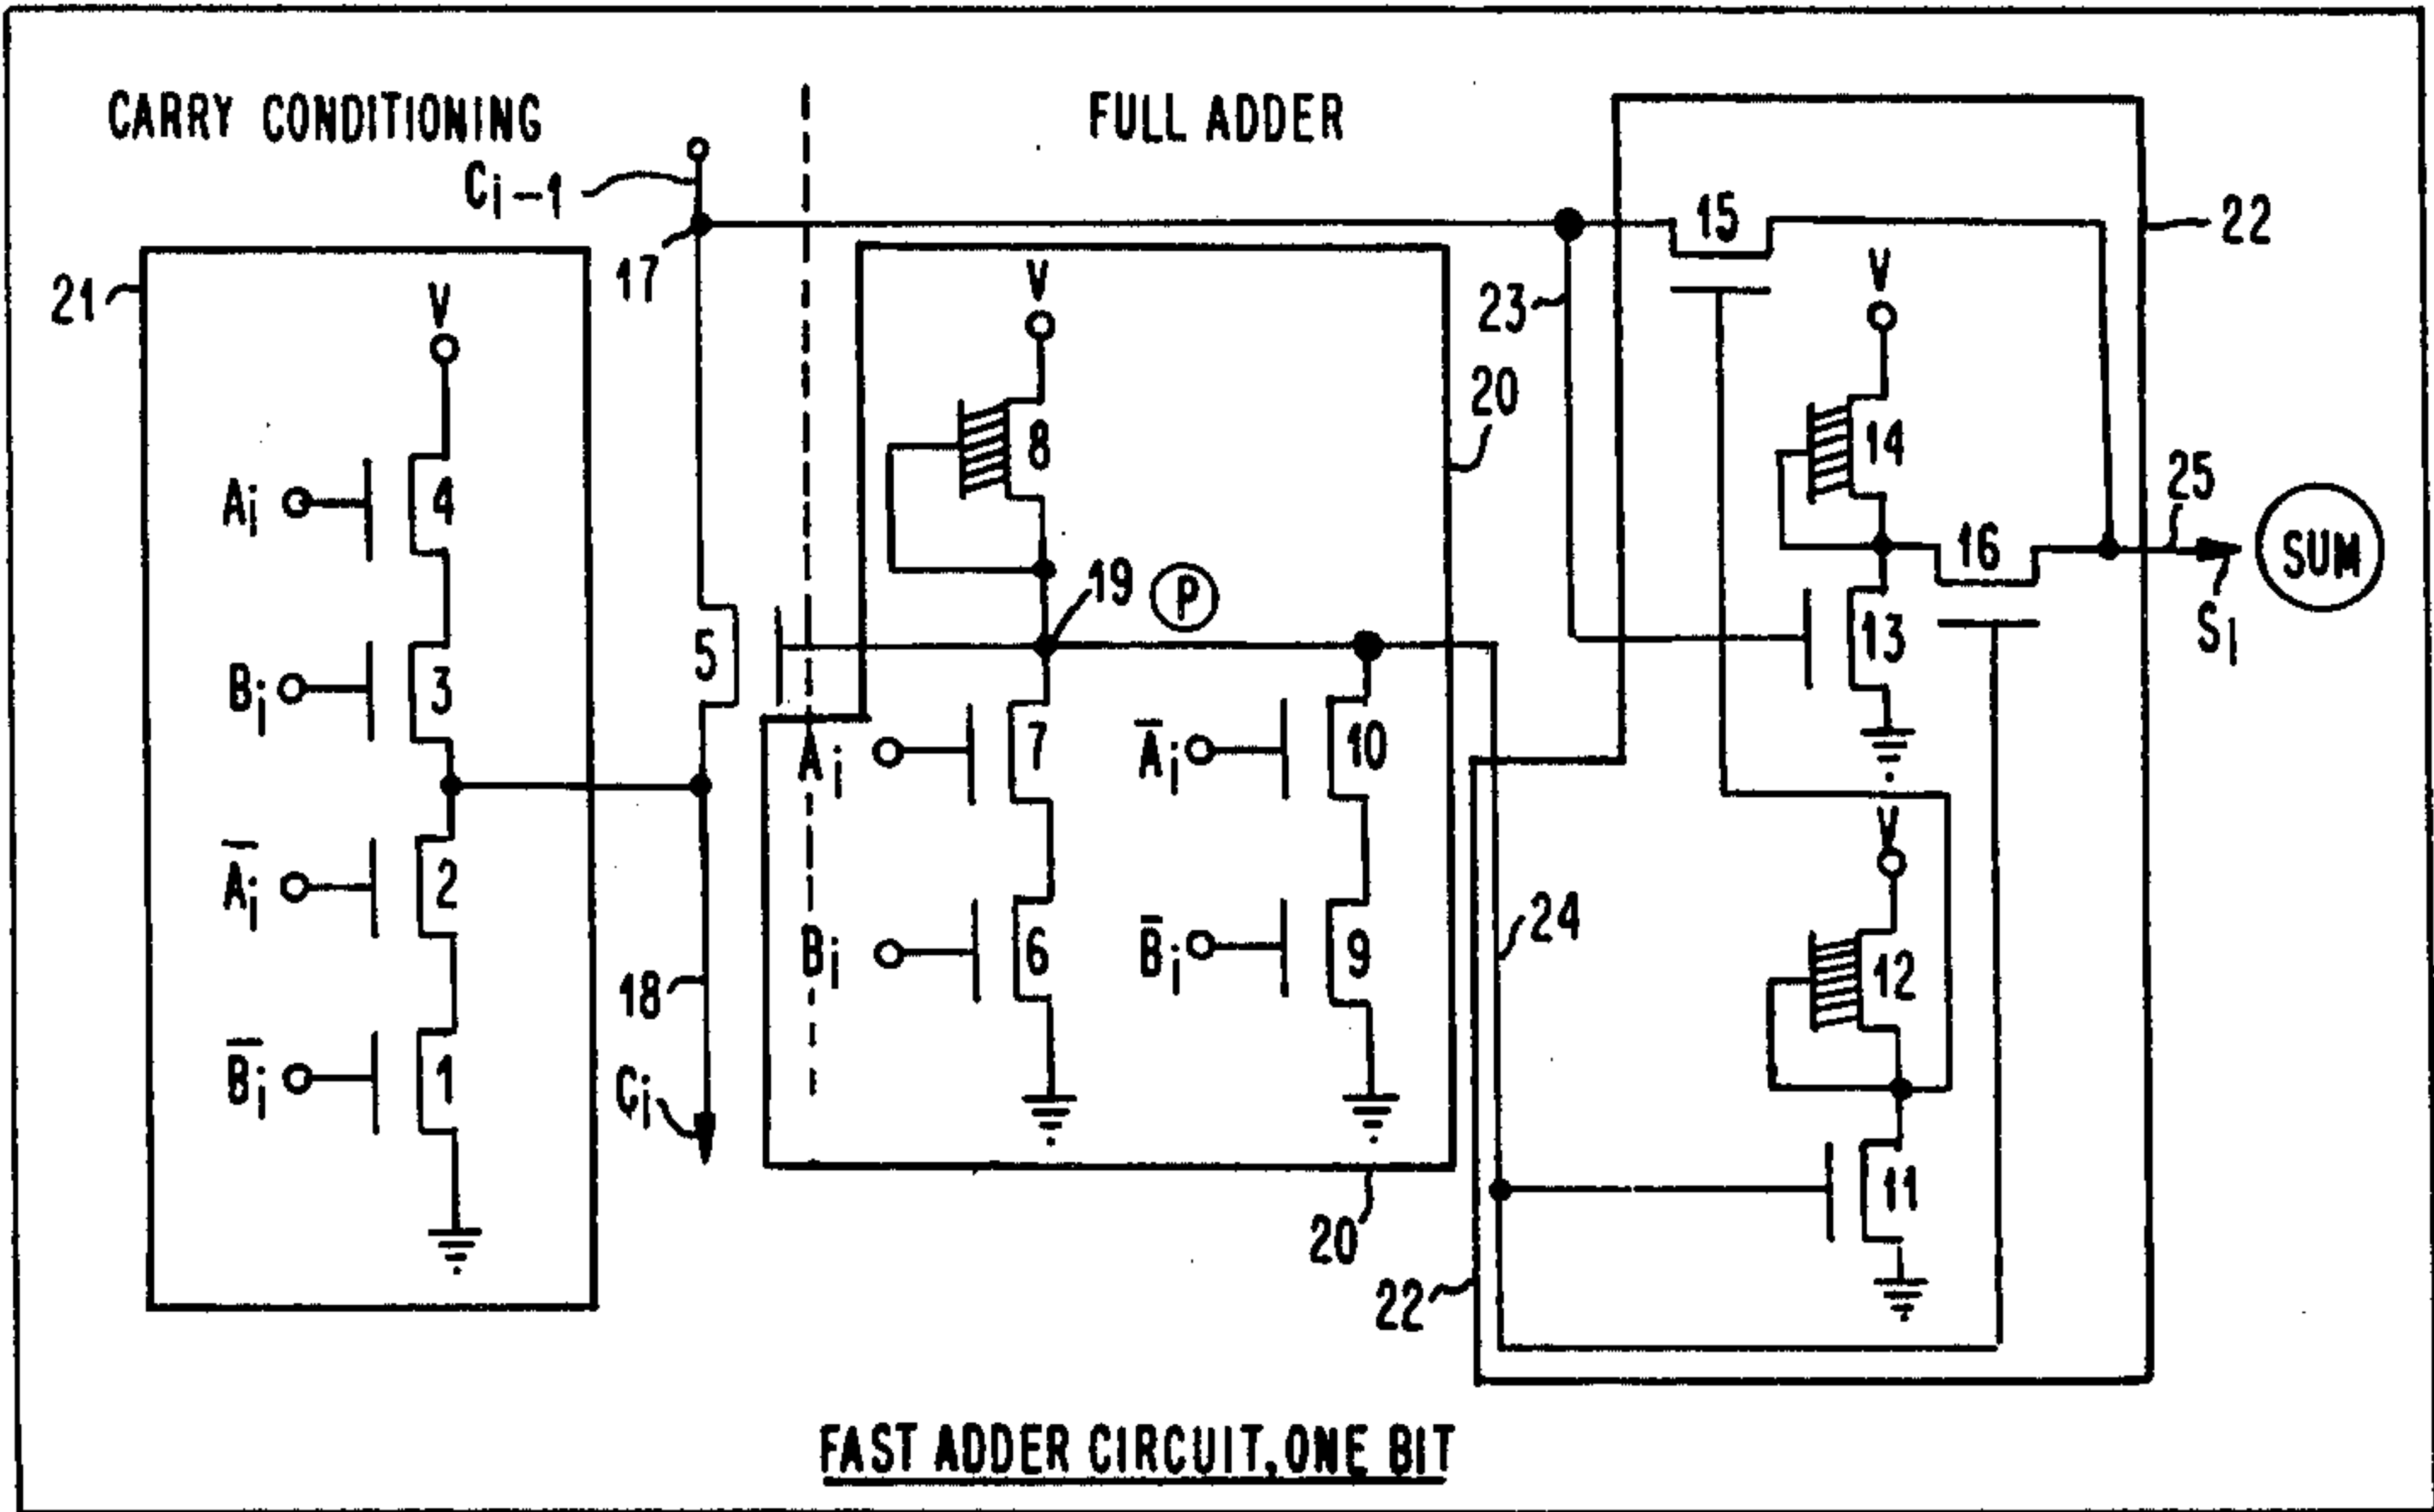 CARRY CONDITIONING
FULL ADDER
Ci-1
17
21
V
Ai
4
Bi
3
Āi
2
B̄i
1
5
18
Ci
V
8
20
19
P
Ai
7
Bi
6
Āi
10
B̄i
9
20
15
22
23
V
14
16
25
SUM
Si
13
V
12
24
11
22
FAST ADDER CIRCUIT, ONE BIT